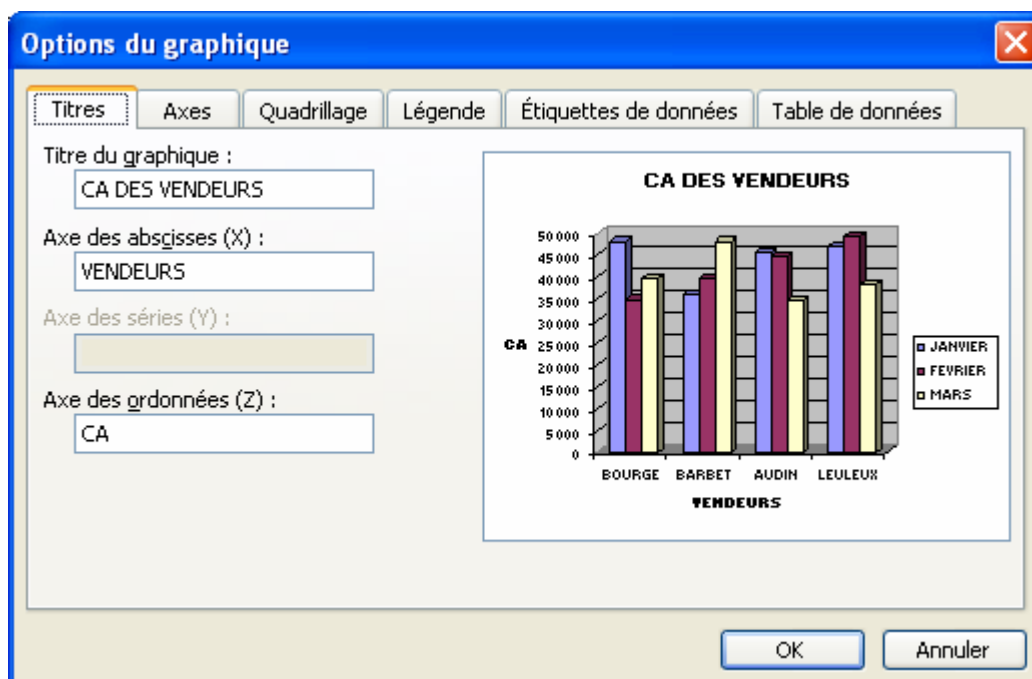 Options du graphique
Titres
Axes
Quadrillage
Légende
Étiquettes de données
Table de données
Titre du graphique :
CA DES VENDEURS
Axe des abscisses (X) :
VENDEURS
Axe des séries (Y) :
Axe des ordonnées (Z) :
CA
CA DES VENDEURS
50 000
45 000
40 000
35 000
30 000
CA
25 000
20 000
15 000
10 000
5 000
0
BOURGE
BARBET
AUDIN
LEULEUX
VENDEURS
JANVIER
FEVRIER
MARS
OK
Annuler